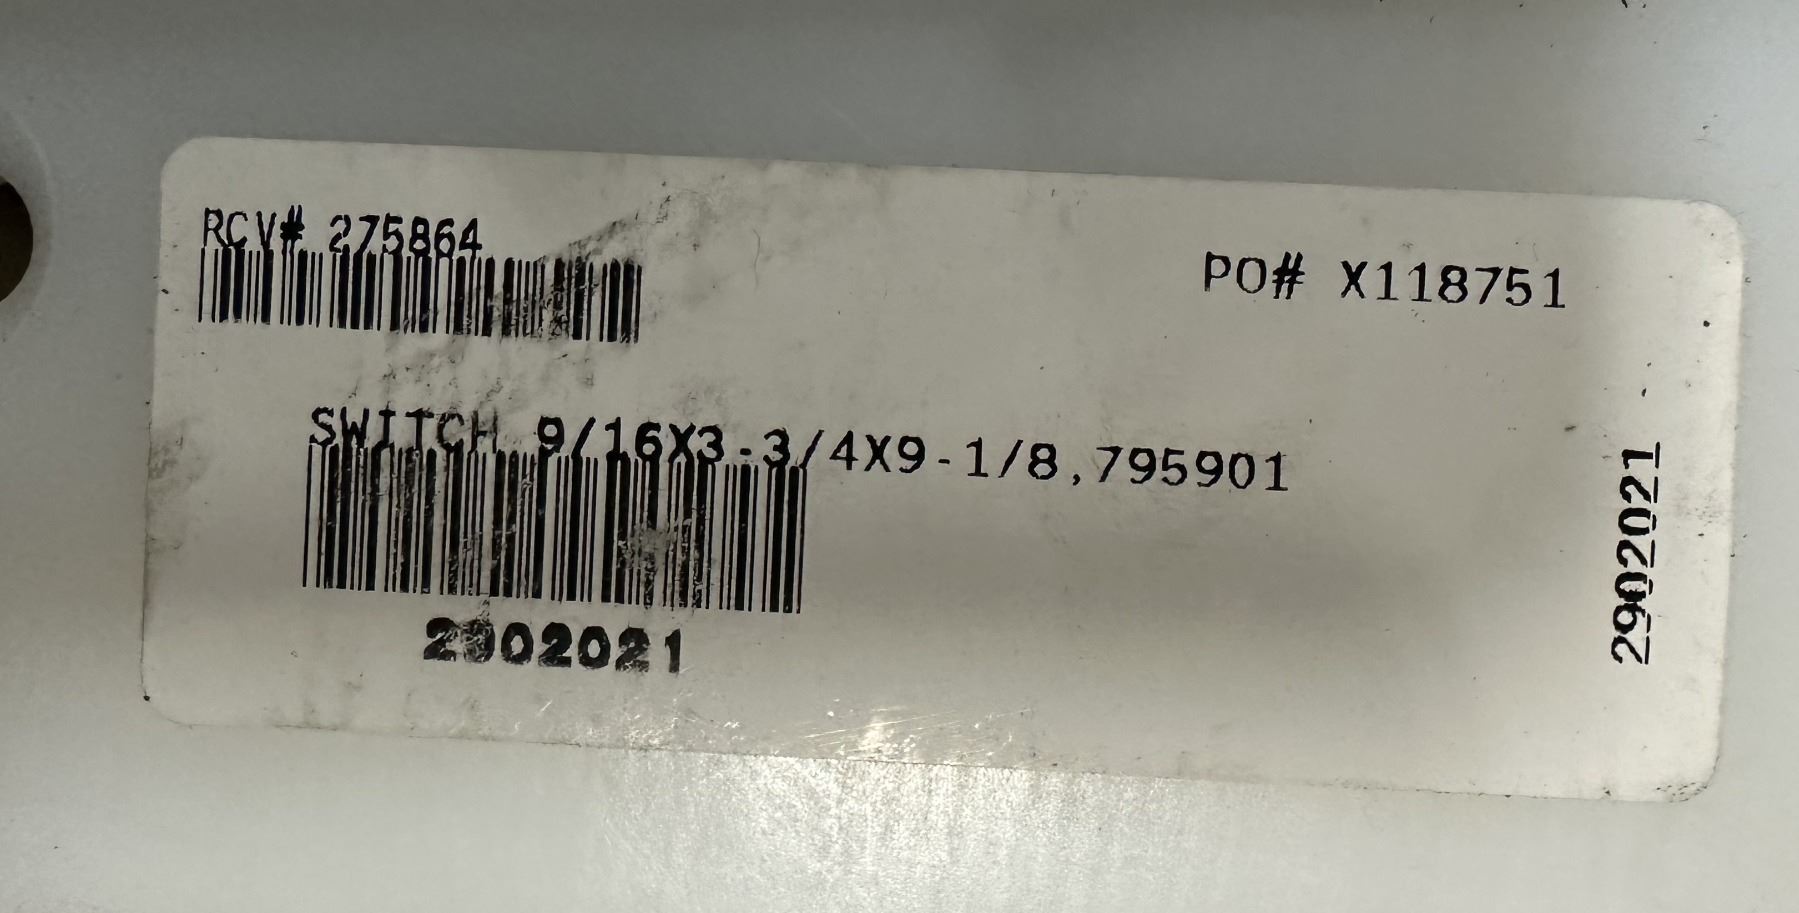 RCV# 275864
PO# X118751
SWITCH 9/16X3-3/4X9-1/8,795901
2902021
2902021